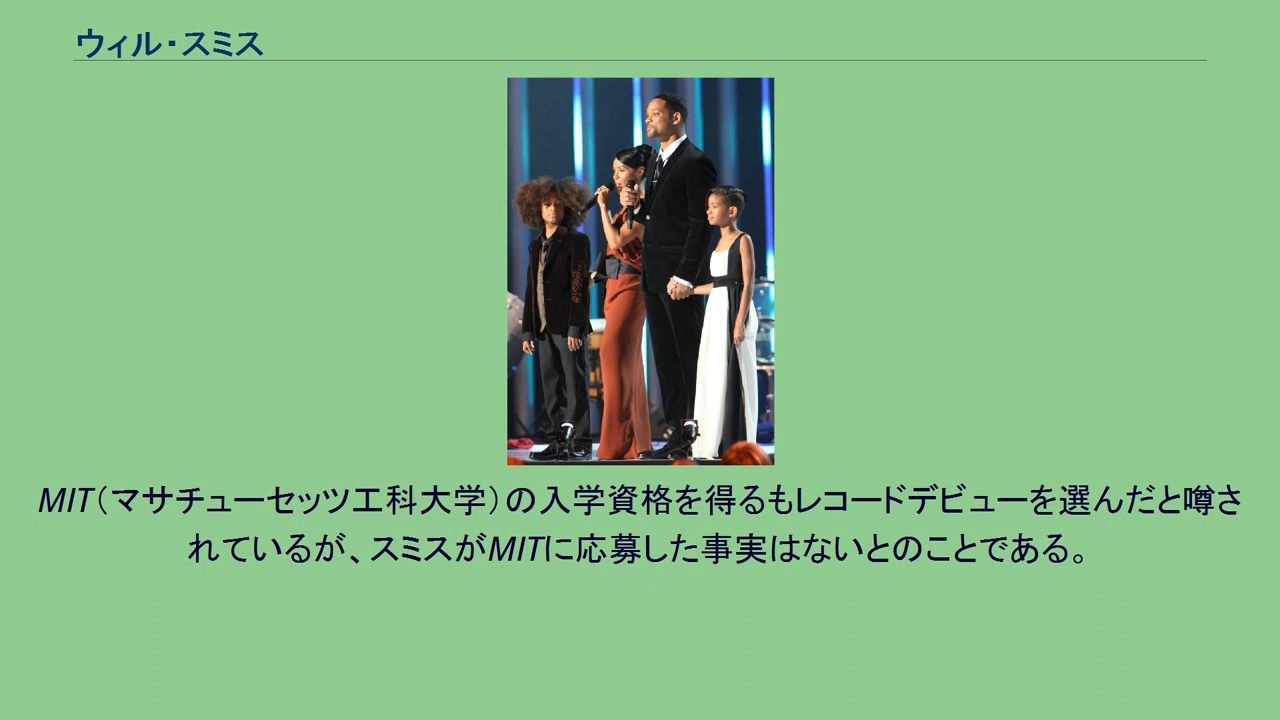 ウィル・スミス
MIT（マサチューセッツ工科大学）の入学資格を得るもレコードデビューを選んだと噂さ
れているが、スミスがMITに応募した事実はないとのことである。